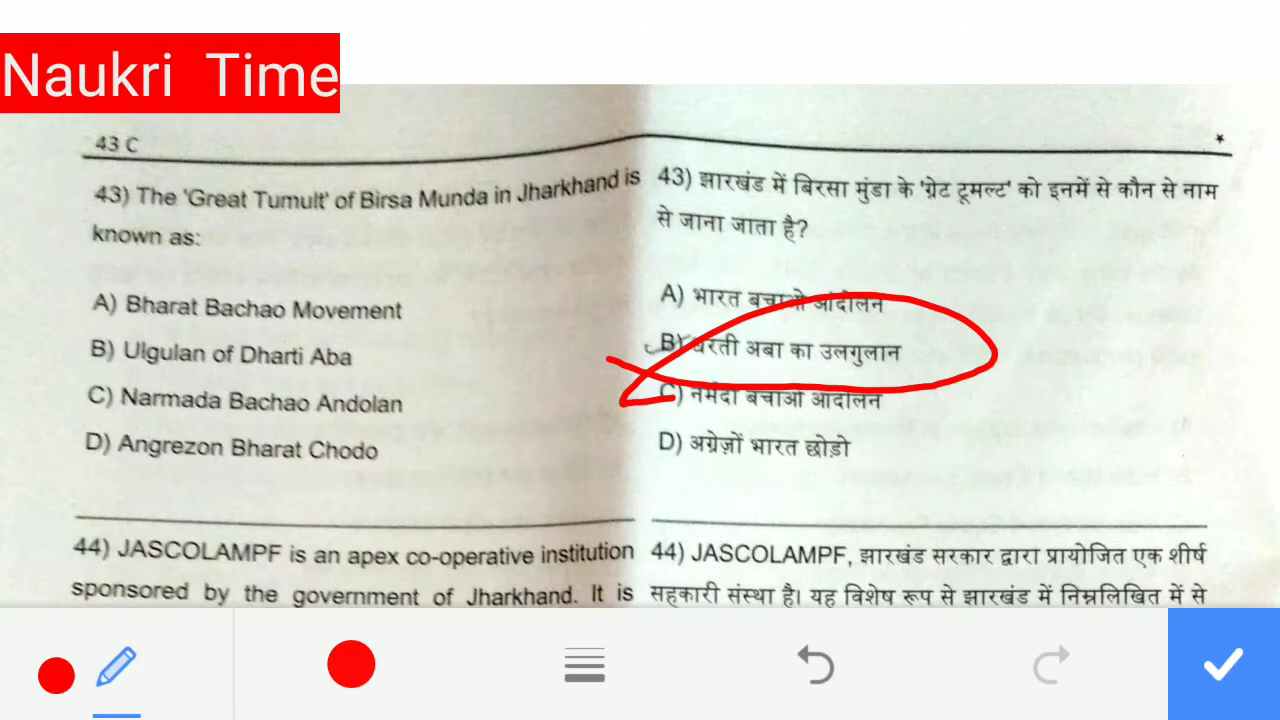 Naukri Time
43 C
*
43) The 'Great Tumult' of Birsa Munda in Jharkhand is
known as:
A) Bharat Bachao Movement
B) Ulgulan of Dharti Aba
C) Narmada Bachao Andolan
D) Angrezon Bharat Chodo
44) JASCOLAMPF is an apex co-operative institution
sponsored by the government of Jharkhand. It is
43) झारखंड में बिरसा मुंडा के 'ग्रेट टूमल्ट' को इनमें से कौन से नाम
से जाना जाता है?
A) भारत बचाओ आंदोलन
B) धरती अबा का उलगुलान
C) नर्मदा बचाओ आंदोलन
D) अंग्रेज़ों भारत छोड़ो
44) JASCOLAMPF, झारखंड सरकार द्वारा प्रायोजित एक शीर्ष
सहकारी संस्था है। यह विशेष रूप से झारखंड में निम्नलिखित में से